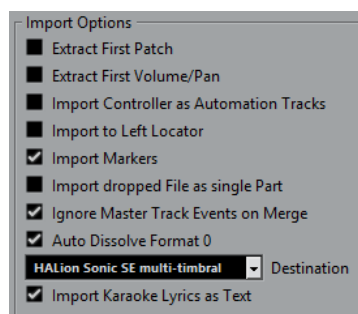 Import Options
Extract First Patch
Extract First Volume/Pan
Import Controller as Automation Tracks
Import to Left Locator
Import Markers
Import dropped File as single Part
Ignore Master Track Events on Merge
Auto Dissolve Format 0
HALion Sonic SE multi-timbral Destination
Import Karaoke Lyrics as Text